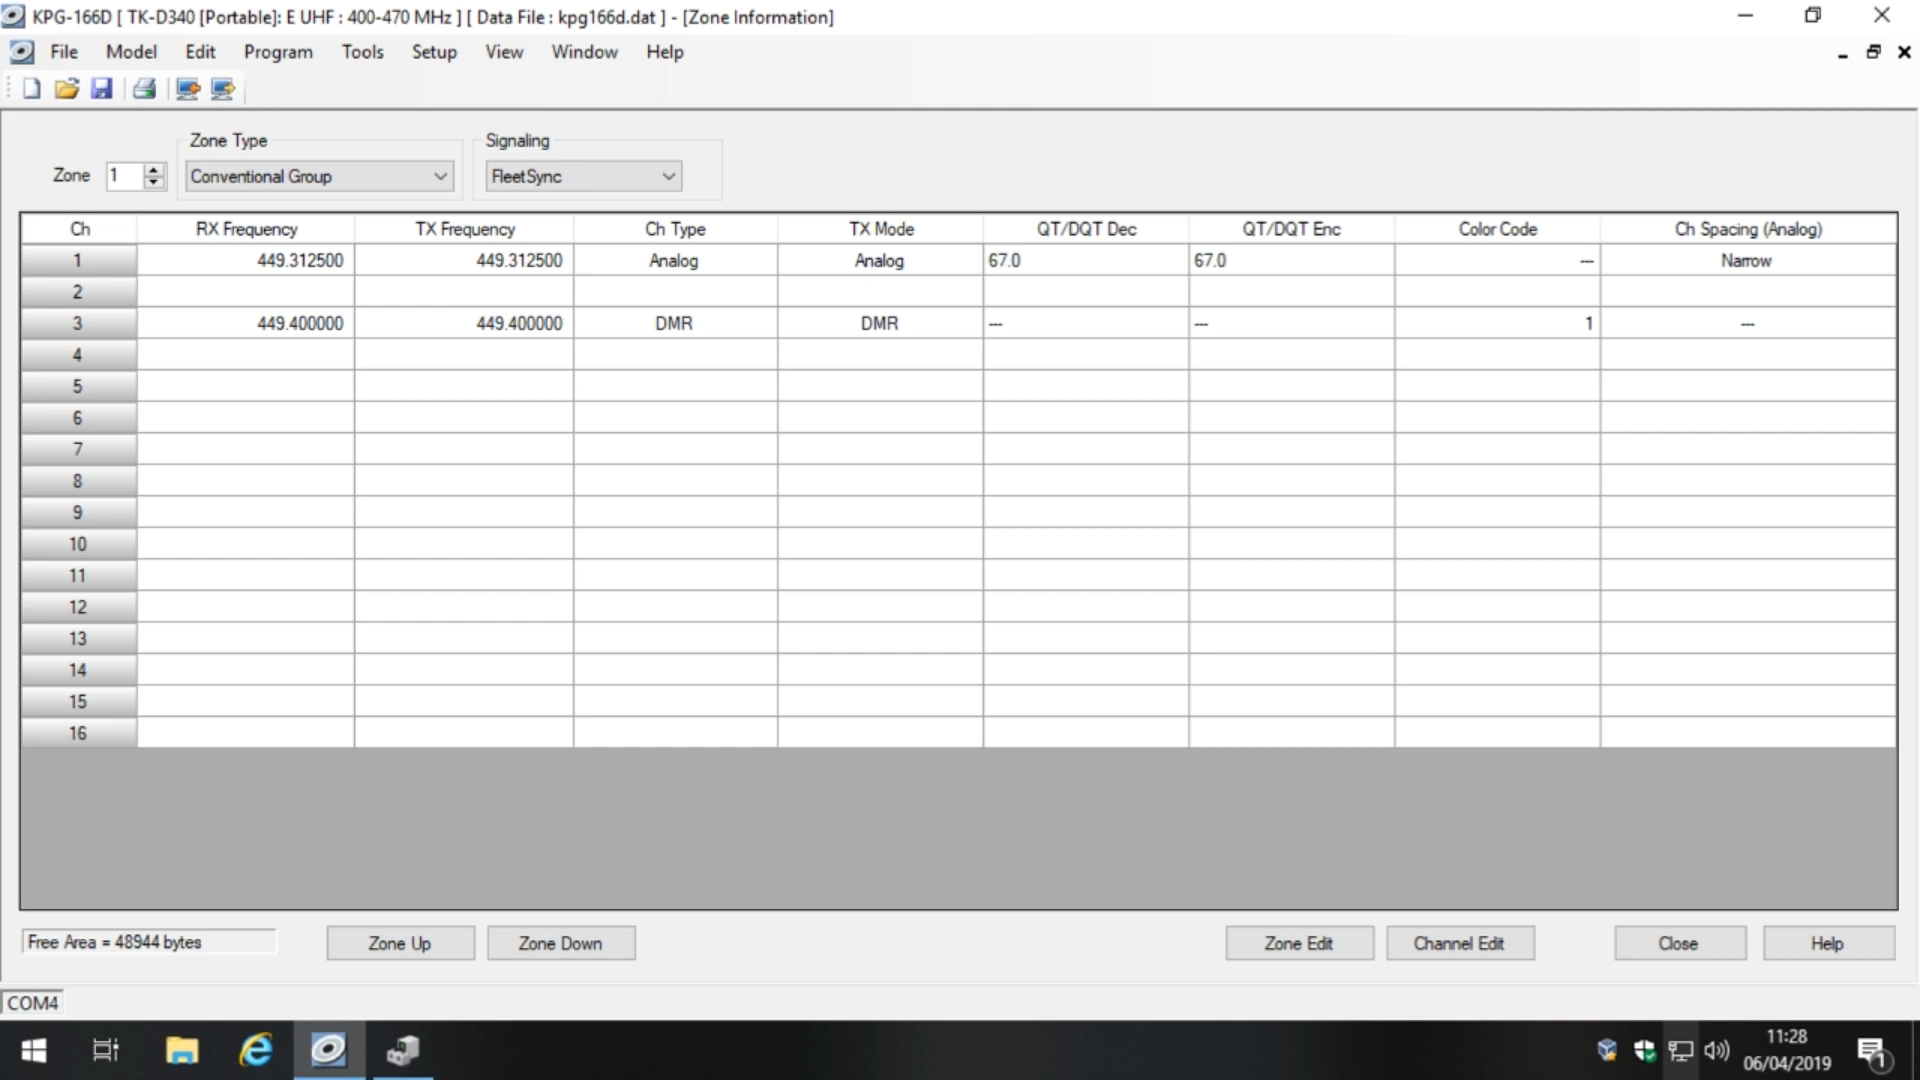 KPG-166D [ TK-D340 [Portable]: E UHF : 400-470 MHz ] [ Data File : kpg166d.dat ] - [Zone Information]
File Model Edit Program Tools Setup View Window Help
Zone Type Signaling
Zone 1 Conventional Group FleetSync
Ch RX Frequency TX Frequency Ch Type TX Mode QT/DQT Dec QT/DQT Enc Color Code Ch Spacing (Analog)
1 449.312500 449.312500 Analog Analog 67.0 67.0 --- Narrow
2
3 449.400000 449.400000 DMR DMR --- --- 1 ---
4
5
6
7
8
9
10
11
12
13
14
15
16
Free Area = 48944 bytes Zone Up Zone Down Zone Edit Channel Edit Close Help
COM4
11:28
06/04/2019
1